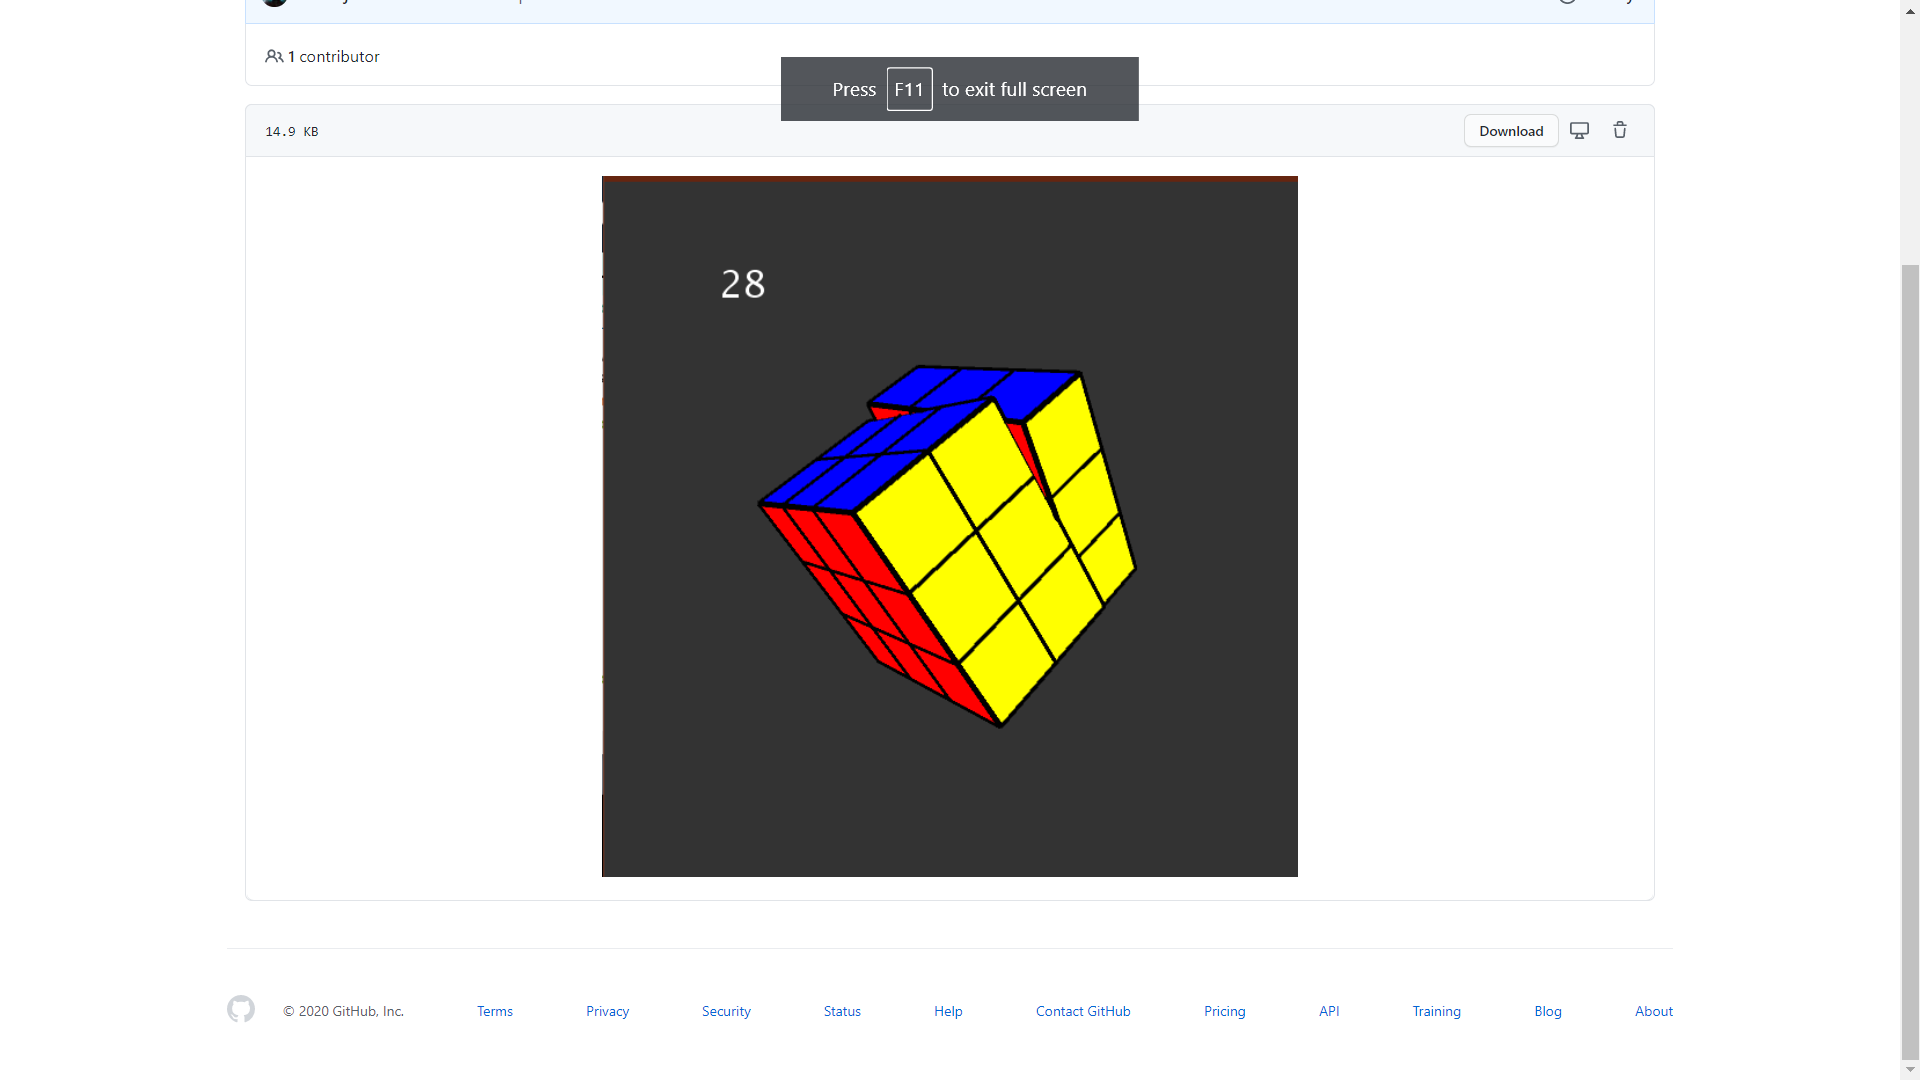 1 contributor
Press F11 to exit full screen
14.9 KB
Download
28
© 2020 GitHub, Inc.
Terms
Privacy
Security
Status
Help
Contact GitHub
Pricing
API
Training
Blog
About